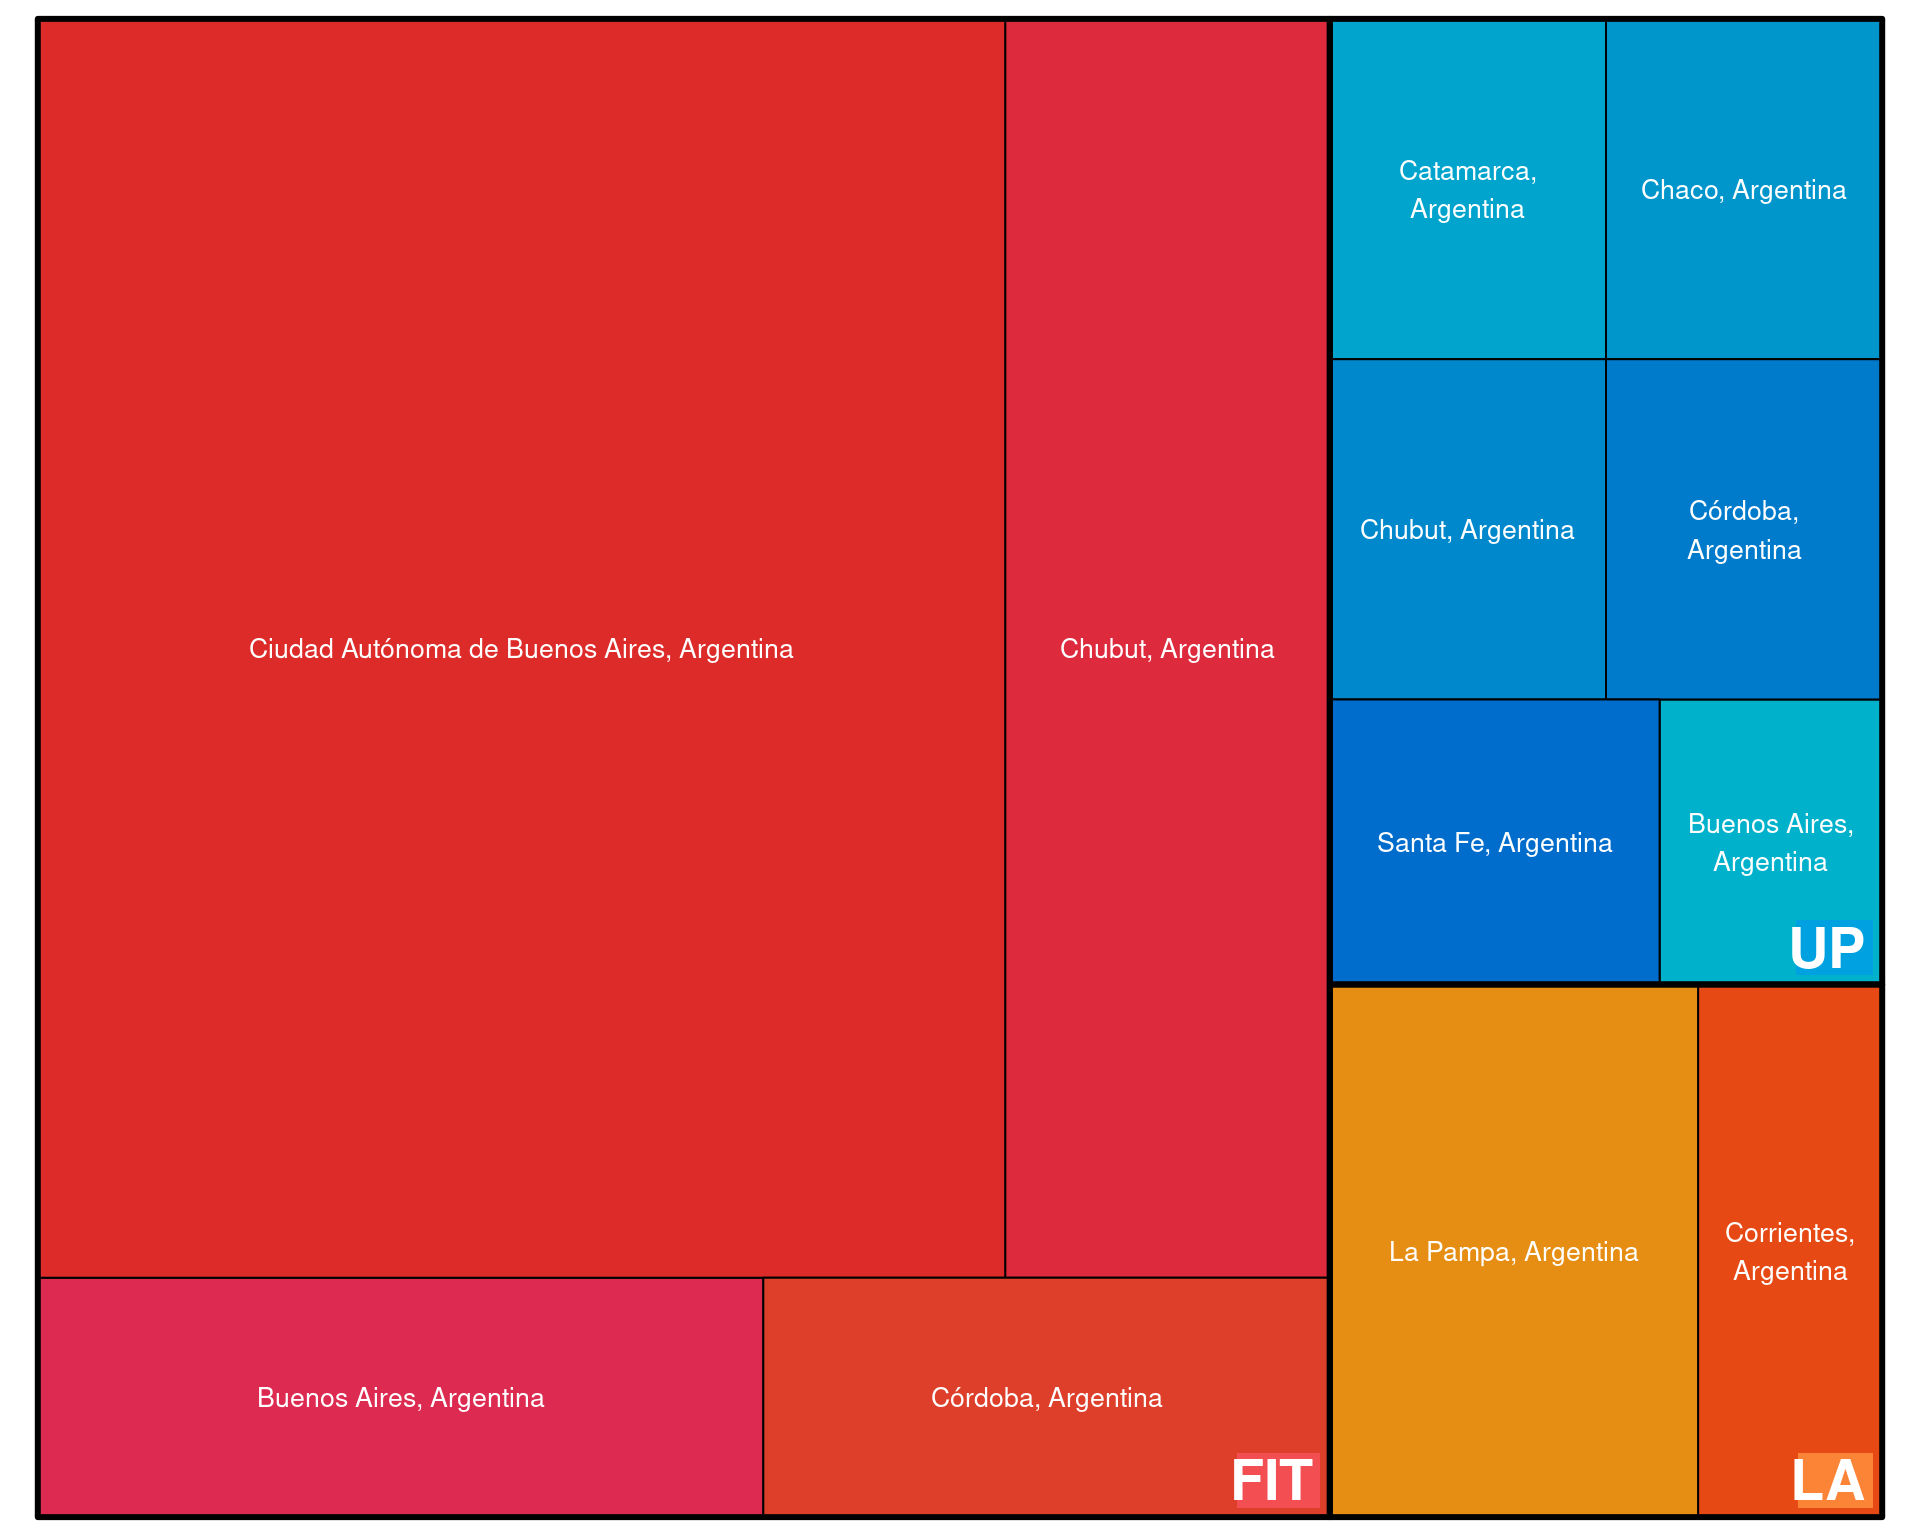 Ciudad Autónoma de Buenos Aires, Argentina
Chubut, Argentina
Buenos Aires, Argentina
Córdoba, Argentina
FIT
Catamarca,
Argentina
Chaco, Argentina
Chubut, Argentina
Córdoba,
Argentina
Santa Fe, Argentina
Buenos Aires,
Argentina
UP
La Pampa, Argentina
Corrientes,
Argentina
LA